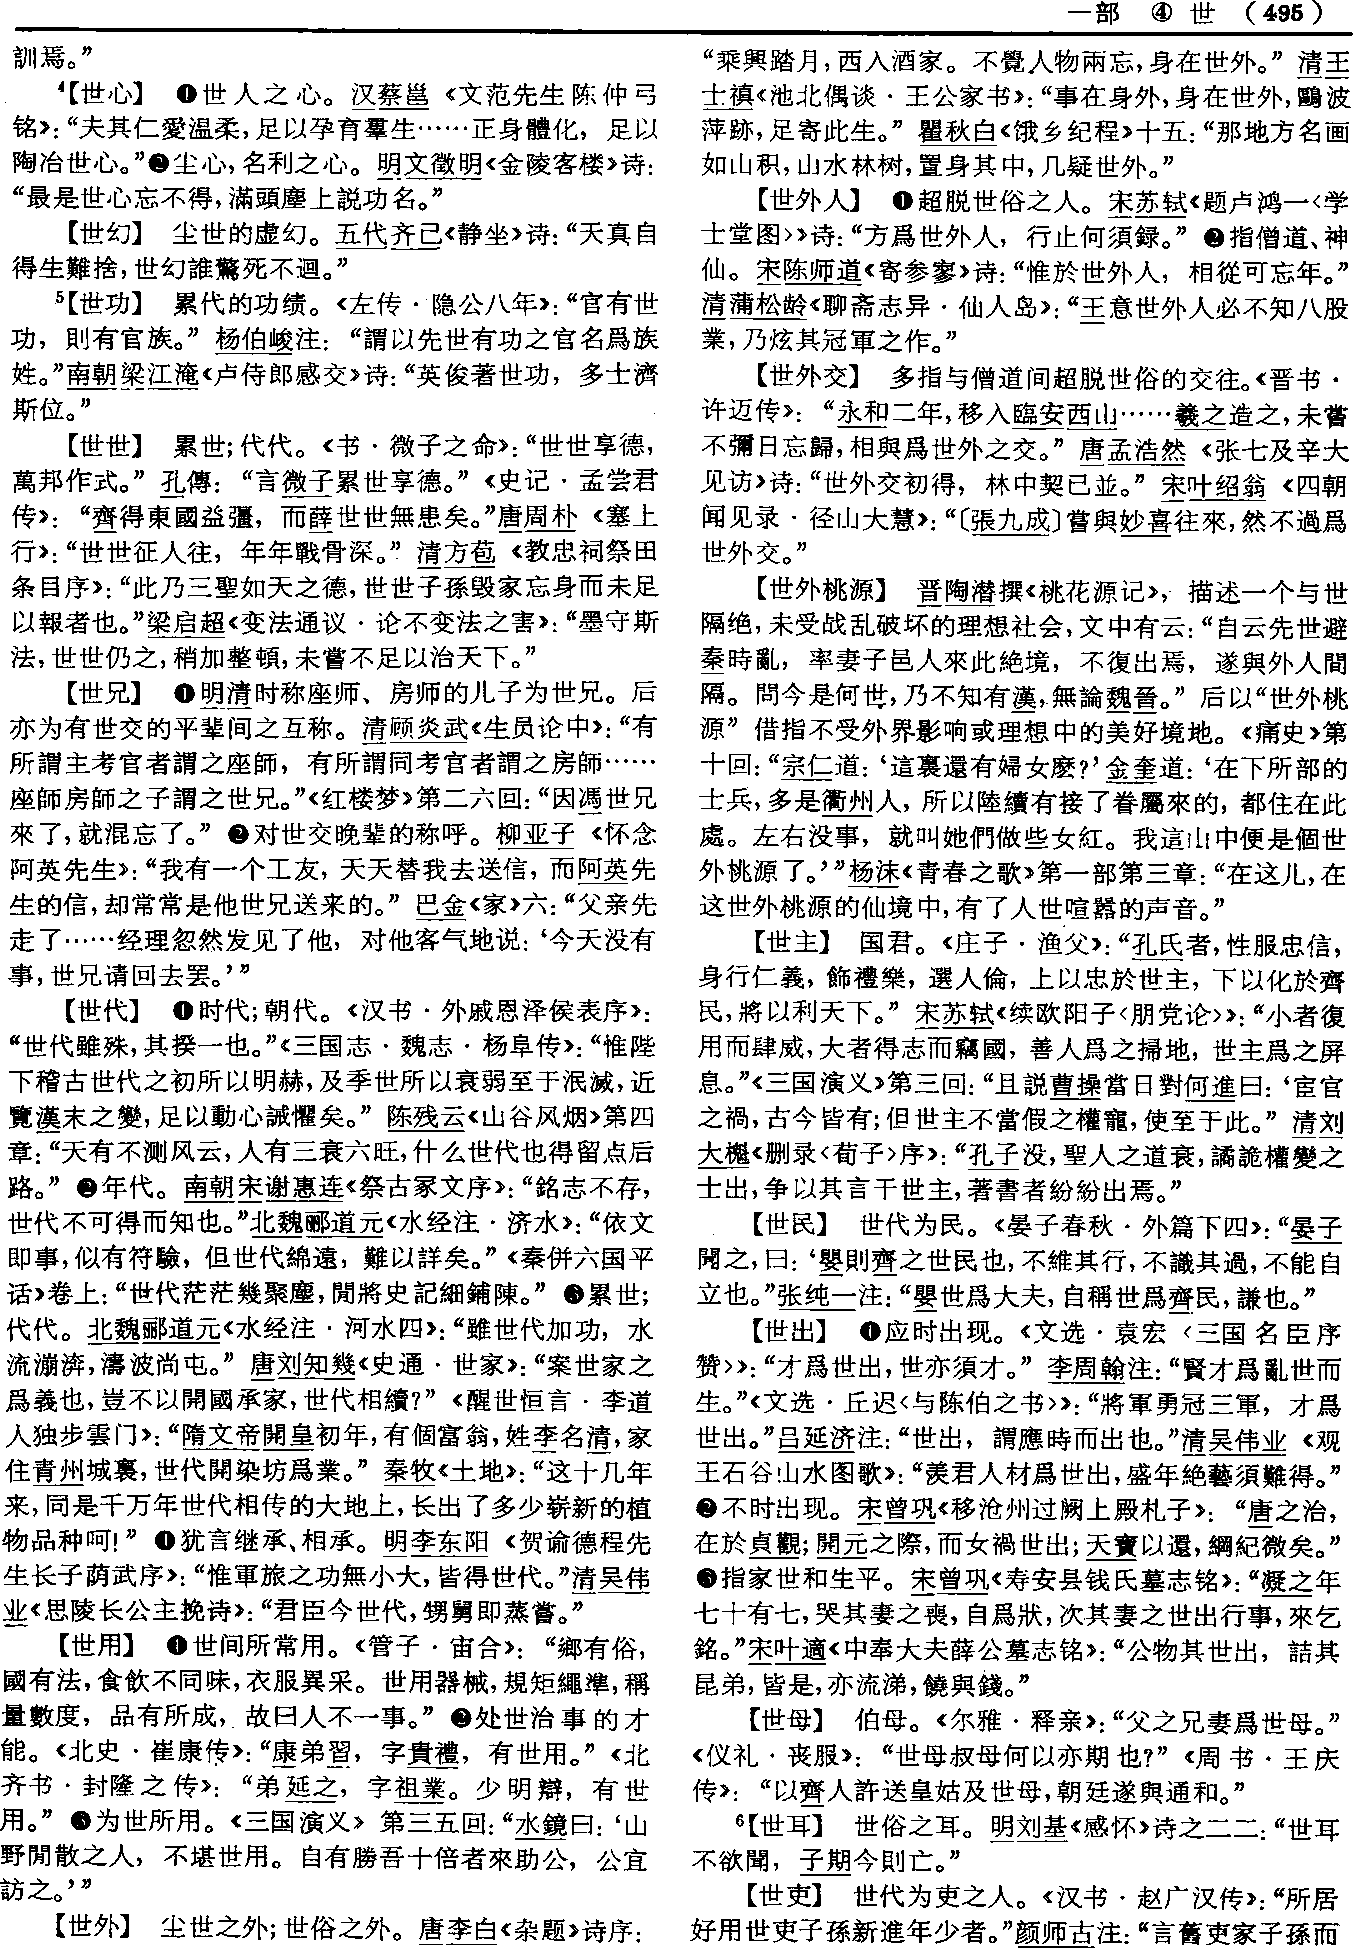 一部 ④ 世 （495）
訓焉。”
⁴【世心】 ❶世人之心。汉蔡邕《文范先生陈仲弓
铭》：“夫其仁愛温柔，足以孕育羣生……正身體化，足以
陶冶世心。”❷尘心，名利之心。明文徵明《金陵客楼》诗：
“最是世心忘不得，滿頭塵上説功名。”
【世幻】 尘世的虚幻。五代齐己《静坐》诗：“天真自
得生難捨，世幻誰驚死不迴。”
⁵【世功】 累代的功绩。《左传·隐公八年》：“官有世
功，則有官族。”杨伯峻注：“謂以先世有功之官名爲族
姓。”南朝梁江淹《卢侍郎感交》诗：“英俊著世功，多士濟
斯位。”
【世世】 累世；代代。《书·微子之命》：“世世享德，
萬邦作式。”孔傳：“言微子累世享德。”《史记·孟尝君
传》：“齊得東國益彊，而薛世世無患矣。”唐周朴《塞上
行》：“世世征人往，年年戰骨深。”清方苞《教忠祠祭田
条目序》：“此乃三聖如天之德，世世子孫毁家忘身而未足
以報者也。”梁启超《变法通议·论不变法之害》：“墨守斯
法，世世仍之，稍加整頓，未嘗不足以治天下。”
【世兄】 ❶明清时称座师、房师的儿子为世兄。后
亦为有世交的平辈间之互称。清顾炎武《生员论中》：“有
所謂主考官者謂之座師，有所謂同考官者謂之房師……
座師房師之子謂之世兄。”《红楼梦》第二六回：“因馮世兄
來了，就混忘了。”❷对世交晚辈的称呼。柳亚子《怀念
阿英先生》：“我有一个工友，天天替我去送信，而阿英先
生的信，却常常是他世兄送来的。”巴金《家》六：“父亲先
走了……经理忽然发见了他，对他客气地说：‘今天没有
事，世兄请回去罢。’”
【世代】 ❶时代；朝代。《汉书·外戚恩泽侯表序》：
“世代雖殊，其揆一也。”《三国志·魏志·杨阜传》：“惟陛
下稽古世代之初所以明赫，及季世所以衰弱至于泯滅，近
覽漢末之變，足以動心誡懼矣。”陈残云《山谷风烟》第四
章：“天有不测风云，人有三衰六旺，什么世代也得留点后
路。”❷年代。南朝宋谢惠连《祭古冢文序》：“銘志不存，
世代不可得而知也。”北魏郦道元《水经注·济水》：“依文
即事，似有符驗，但世代綿遠，難以詳矣。”《秦併六国平
话》卷上：“世代茫茫幾聚塵，閒將史記細鋪陳。”❸累世；
代代。北魏郦道元《水经注·河水四》：“雖世代加功，水
流漰濟，濤波尚屯。”唐刘知幾《史通·世家》：“案世家之
爲義也，豈不以開國承家，世代相續？”《醒世恒言·李道
人独步雲门》：“隋文帝開皇初年，有個富翁，姓李名清，家
住青州城裏，世代開染坊爲業。”秦牧《土地》：“这十几年
来，同是千万年世代相传的大地上，长出了多少崭新的植
物品种呵！”❹犹言继承、相承。明李东阳《贺谕德程先
生长子荫武序》：“惟軍旅之功無小大，皆得世代。”清吴伟
业《思陵长公主挽诗》：“君臣今世代，甥舅即蒸嘗。”
【世用】 ❶世间所常用。《管子·宙合》：“鄉有俗，
國有法，食飲不同味，衣服異采。世用器械，規矩繩準，稱
量數度，品有所成，故曰人不一事。”❷处世治事的才
能。《北史·崔康传》：“康弟習，字貴禮，有世用。”《北
齐书·封隆之传》：“弟延之，字祖業。少明辯，有世
用。”❸为世所用。《三国演义》第三五回：“水鏡曰：‘山
野閒散之人，不堪世用。自有勝吾十倍者來助公，公宜
訪之。’”
【世外】 尘世之外；世俗之外。唐李白《杂题》诗序：
“乘興踏月，西入酒家。不覺人物兩忘，身在世外。”清王
士禛《池北偶谈·王公家书》：“事在身外，身在世外，鷗波
萍跡，足寄此生。”瞿秋白《饿乡纪程》十五：“那地方名画
如山积，山水林树，置身其中，几疑世外。”
【世外人】 ❶超脱世俗之人。宋苏轼《题卢鸿一〈学
士堂图〉》诗：“方爲世外人，行止何須録。”❷指僧道、神
仙。宋陈师道《寄参寥》诗：“惟於世外人，相從可忘年。”
清蒲松龄《聊斋志异·仙人岛》：“王意世外人必不知八股
業，乃炫其冠軍之作。”
【世外交】 多指与僧道间超脱世俗的交往。《晋书·
许迈传》：“永和二年，移入臨安西山……羲之造之，未嘗
不彌日忘歸，相與爲世外之交。”唐孟浩然《张七及辛大
见访》诗：“世外交初得，林中契已並。”宋叶绍翁《四朝
闻见录·径山大慧》：“〔張九成〕嘗與妙喜往來，然不過爲
世外交。”
【世外桃源】 晋陶潜撰《桃花源记》，描述一个与世
隔绝，未受战乱破坏的理想社会，文中有云：“自云先世避
秦時亂，率妻子邑人來此絶境，不復出焉，遂與外人間
隔。問今是何世，乃不知有漢，無論魏晉。”后以“世外桃
源”借指不受外界影响或理想中的美好境地。《痛史》第
十回：“宗仁道：‘這裏還有婦女麽？’金奎道：‘在下所部的
士兵，多是衢州人，所以陸續有接了眷屬來的，都住在此
處。左右没事，就叫她們做些女紅。我這山中便是個世
外桃源了。’”杨沫《青春之歌》第一部第三章：“在这儿，在
这世外桃源的仙境中，有了人世喧嚣的声音。”
【世主】 国君。《庄子·渔父》：“孔氏者，性服忠信，
身行仁義，飾禮樂，選人倫，上以忠於世主，下以化於齊
民，將以利天下。”宋苏轼《续欧阳子〈朋党论〉》：“小者復
用而肆威，大者得志而竊國，善人爲之掃地，世主爲之屏
息。”《三国演义》第三回：“且説曹操當日對何進曰：‘宦官
之禍，古今皆有；但世主不當假之權寵，使至于此。”清刘
大櫆《删录〈荀子〉序》：“孔子没，聖人之道衰，譎詭權變之
士出，争以其言干世主，著書者紛紛出焉。”
【世民】 世代为民。《晏子春秋·外篇下四》：“晏子
聞之，曰：‘嬰則齊之世民也，不維其行，不識其過，不能自
立也。”张纯一注：“嬰世爲大夫，自稱世爲齊民，謙也。”
【世出】 ❶应时出现。《文选·袁宏〈三国名臣序
赞〉》：“才爲世出，世亦須才。”李周翰注：“賢才爲亂世而
生。”《文选·丘迟〈与陈伯之书〉》：“將軍勇冠三軍，才爲
世出。”吕延济注：“世出，謂應時而出也。”清吴伟业《观
王石谷山水图歌》：“羨君人材爲世出，盛年絶藝須難得。”
❷不时出现。宋曾巩《移沧州过阙上殿札子》：“唐之治，
在於貞觀；開元之際，而女禍世出；天寶以還，綱紀微矣。”
❸指家世和生平。宋曾巩《寿安县钱氏墓志铭》：“凝之年
七十有七，哭其妻之喪，自爲狀，次其妻之世出行事，來乞
銘。”宋叶適《中奉大夫薛公墓志铭》：“公物其世出，詰其
昆弟，皆是，亦流涕，饒與錢。”
【世母】 伯母。《尔雅·释亲》：“父之兄妻爲世母。”
《仪礼·丧服》：“世母叔母何以亦期也？”《周书·王庆
传》：“以齊人許送皇姑及世母，朝廷遂與通和。”
⁶【世耳】 世俗之耳。明刘基《感怀》诗之二二：“世耳
不欲聞，子期今則亡。”
【世吏】 世代为吏之人。《汉书·赵广汉传》：“所居
好用世吏子孫新進年少者。”颜师古注：“言舊吏家子孫而